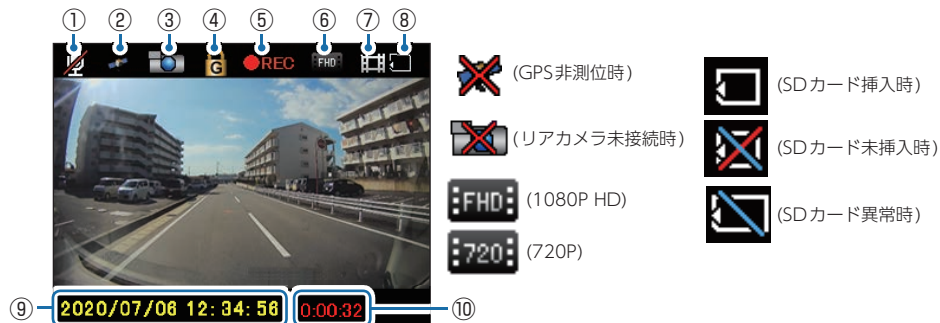 ① ② ③ ④ ⑤ ⑥ ⑦ ⑧
G ●REC FHD
(GPS非測位時)
(リアカメラ未接続時)
FHD (1080P HD)
720 (720P)
(SDカード挿入時)
(SDカード未挿入時)
(SDカード異常時)
⑨ 2020/07/06 12:34:56 0:00:32 ⑩